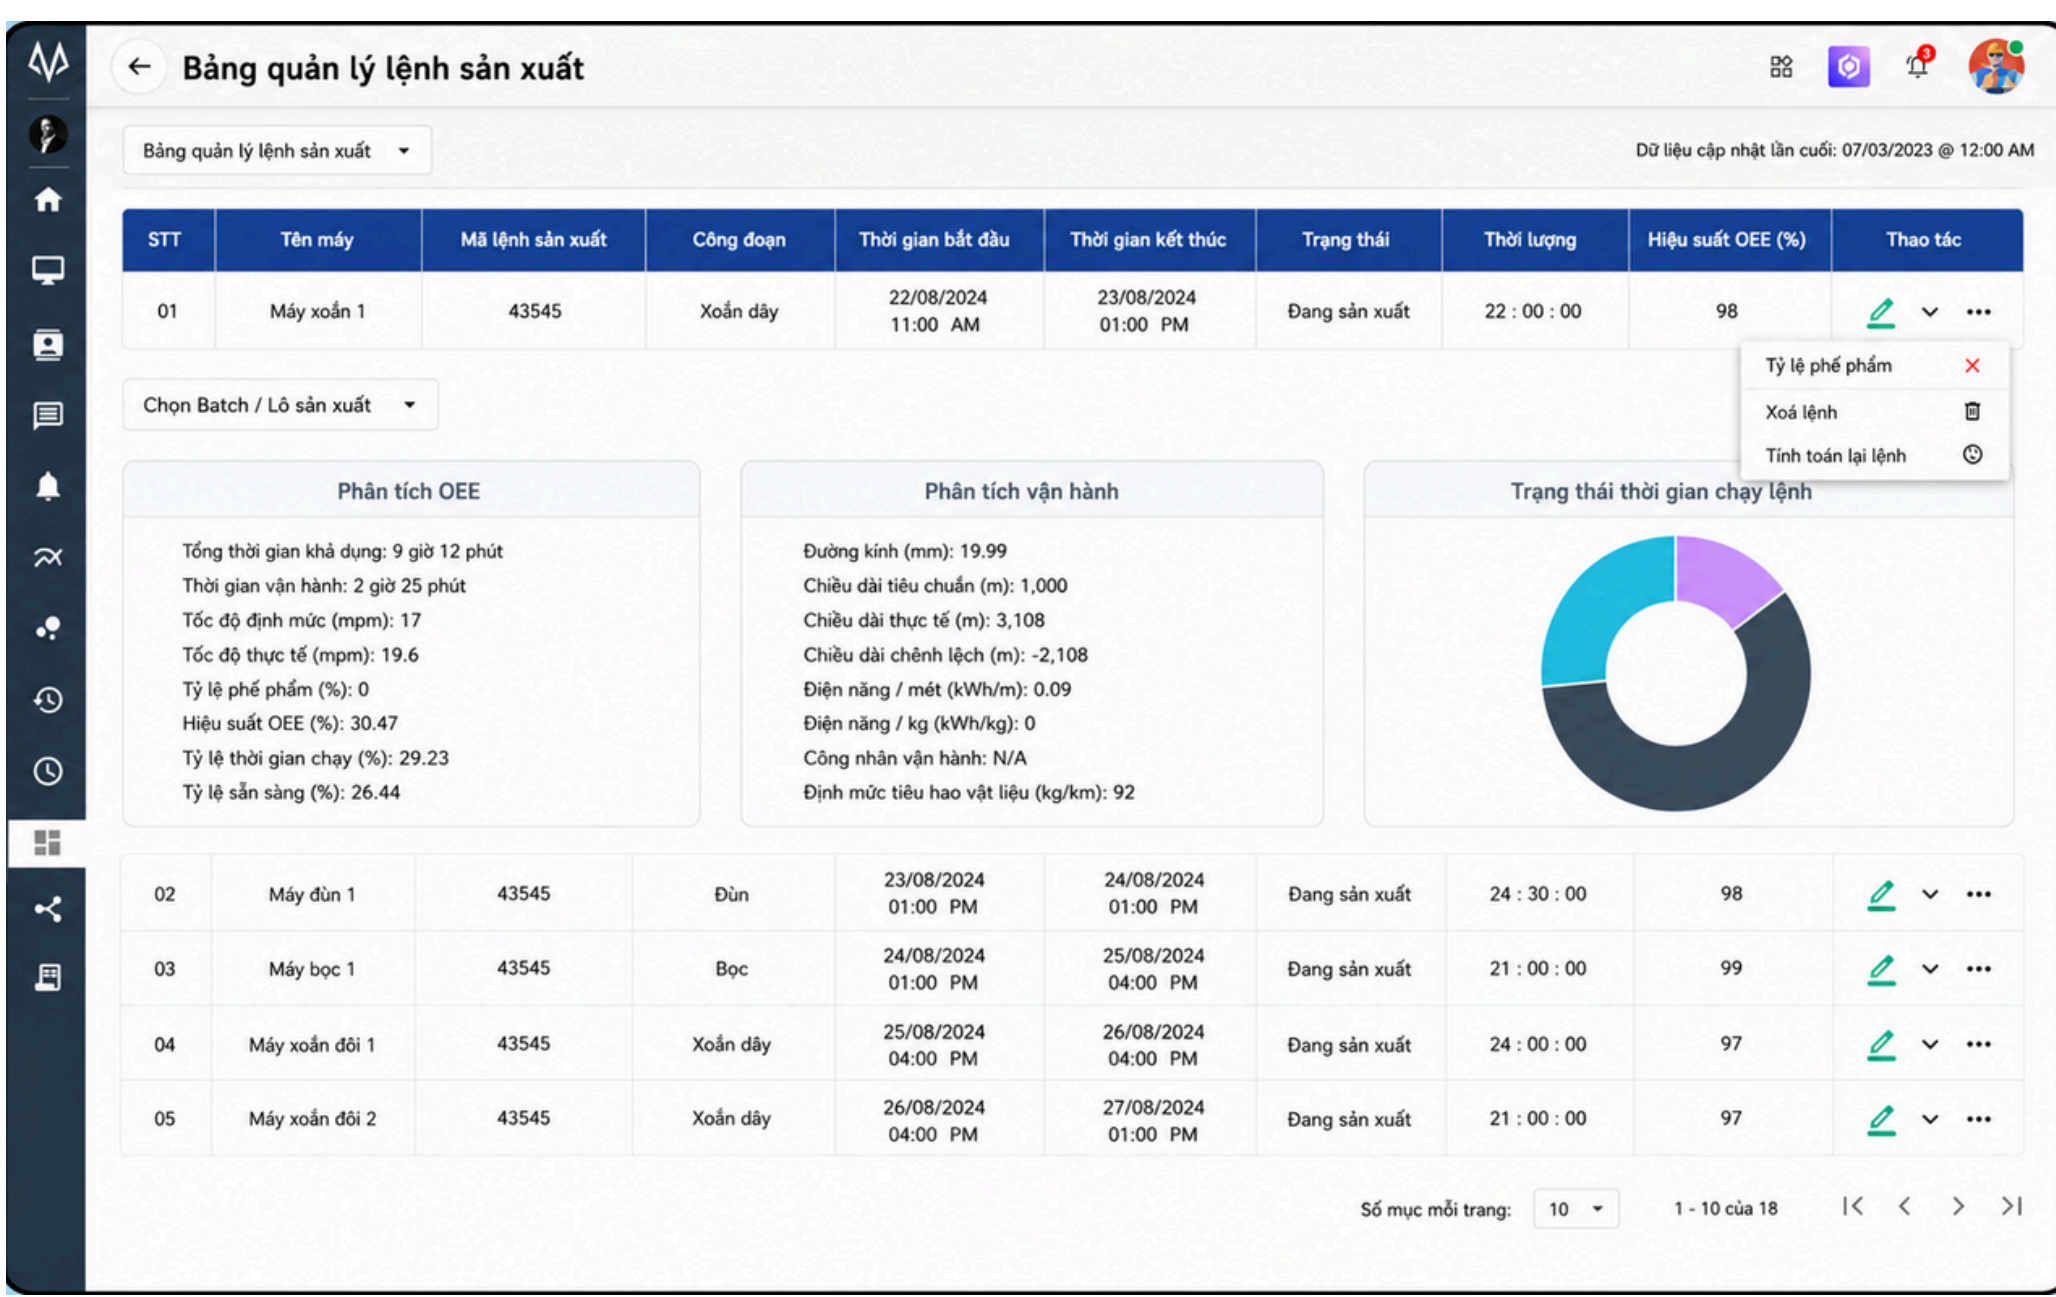 Bảng quản lý lệnh sản xuất
3
Bảng quản lý lệnh sản xuất
Dữ liệu cập nhật lần cuối: 07/03/2023 @ 12:00 AM
STT Tên máy Mã lệnh sản xuất Công đoạn Thời gian bắt đầu Thời gian kết thúc Trạng thái Thời lượng Hiệu suất OEE (%) Thao tác
01 Máy xoắn 1 43545 Xoắn dây 22/08/2024 11:00 AM 23/08/2024 01:00 PM Đang sản xuất 22 : 00 : 00 98
Tỷ lệ phế phẩm
Xoá lệnh
Tính toán lại lệnh
Chọn Batch / Lô sản xuất
Phân tích OEE
Tổng thời gian khả dụng: 9 giờ 12 phút
Thời gian vận hành: 2 giờ 25 phút
Tốc độ định mức (mpm): 17
Tốc độ thực tế (mpm): 19.6
Tỷ lệ phế phẩm (%): 0
Hiệu suất OEE (%): 30.47
Tỷ lệ thời gian chạy (%): 29.23
Tỷ lệ sẵn sàng (%): 26.44
Phân tích vận hành
Đường kính (mm): 19.99
Chiều dài tiêu chuẩn (m): 1,000
Chiều dài thực tế (m): 3,108
Chiều dài chênh lệch (m): -2,108
Điện năng / mét (kWh/m): 0.09
Điện năng / kg (kWh/kg): 0
Công nhân vận hành: N/A
Định mức tiêu hao vật liệu (kg/km): 92
Trạng thái thời gian chạy lệnh
02 Máy đùn 1 43545 Đùn 23/08/2024 01:00 PM 24/08/2024 01:00 PM Đang sản xuất 24 : 30 : 00 98
03 Máy bọc 1 43545 Bọc 24/08/2024 01:00 PM 25/08/2024 04:00 PM Đang sản xuất 21 : 00 : 00 99
04 Máy xoắn đôi 1 43545 Xoắn dây 25/08/2024 04:00 PM 26/08/2024 04:00 PM Đang sản xuất 24 : 00 : 00 97
05 Máy xoắn đôi 2 43545 Xoắn dây 26/08/2024 04:00 PM 27/08/2024 01:00 PM Đang sản xuất 21 : 00 : 00 97
Số mục mỗi trang: 10 1 - 10 của 18